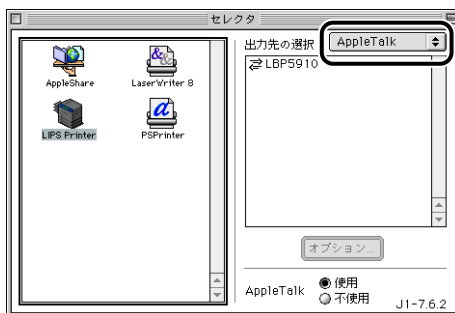 セレクタ
出力先の選択 AppleTalk
LBP5910
AppleShare LaserWriter 8
LIPS Printer PSPrinter
オプション...
AppleTalk 使用
不使用
J1-7.6.2